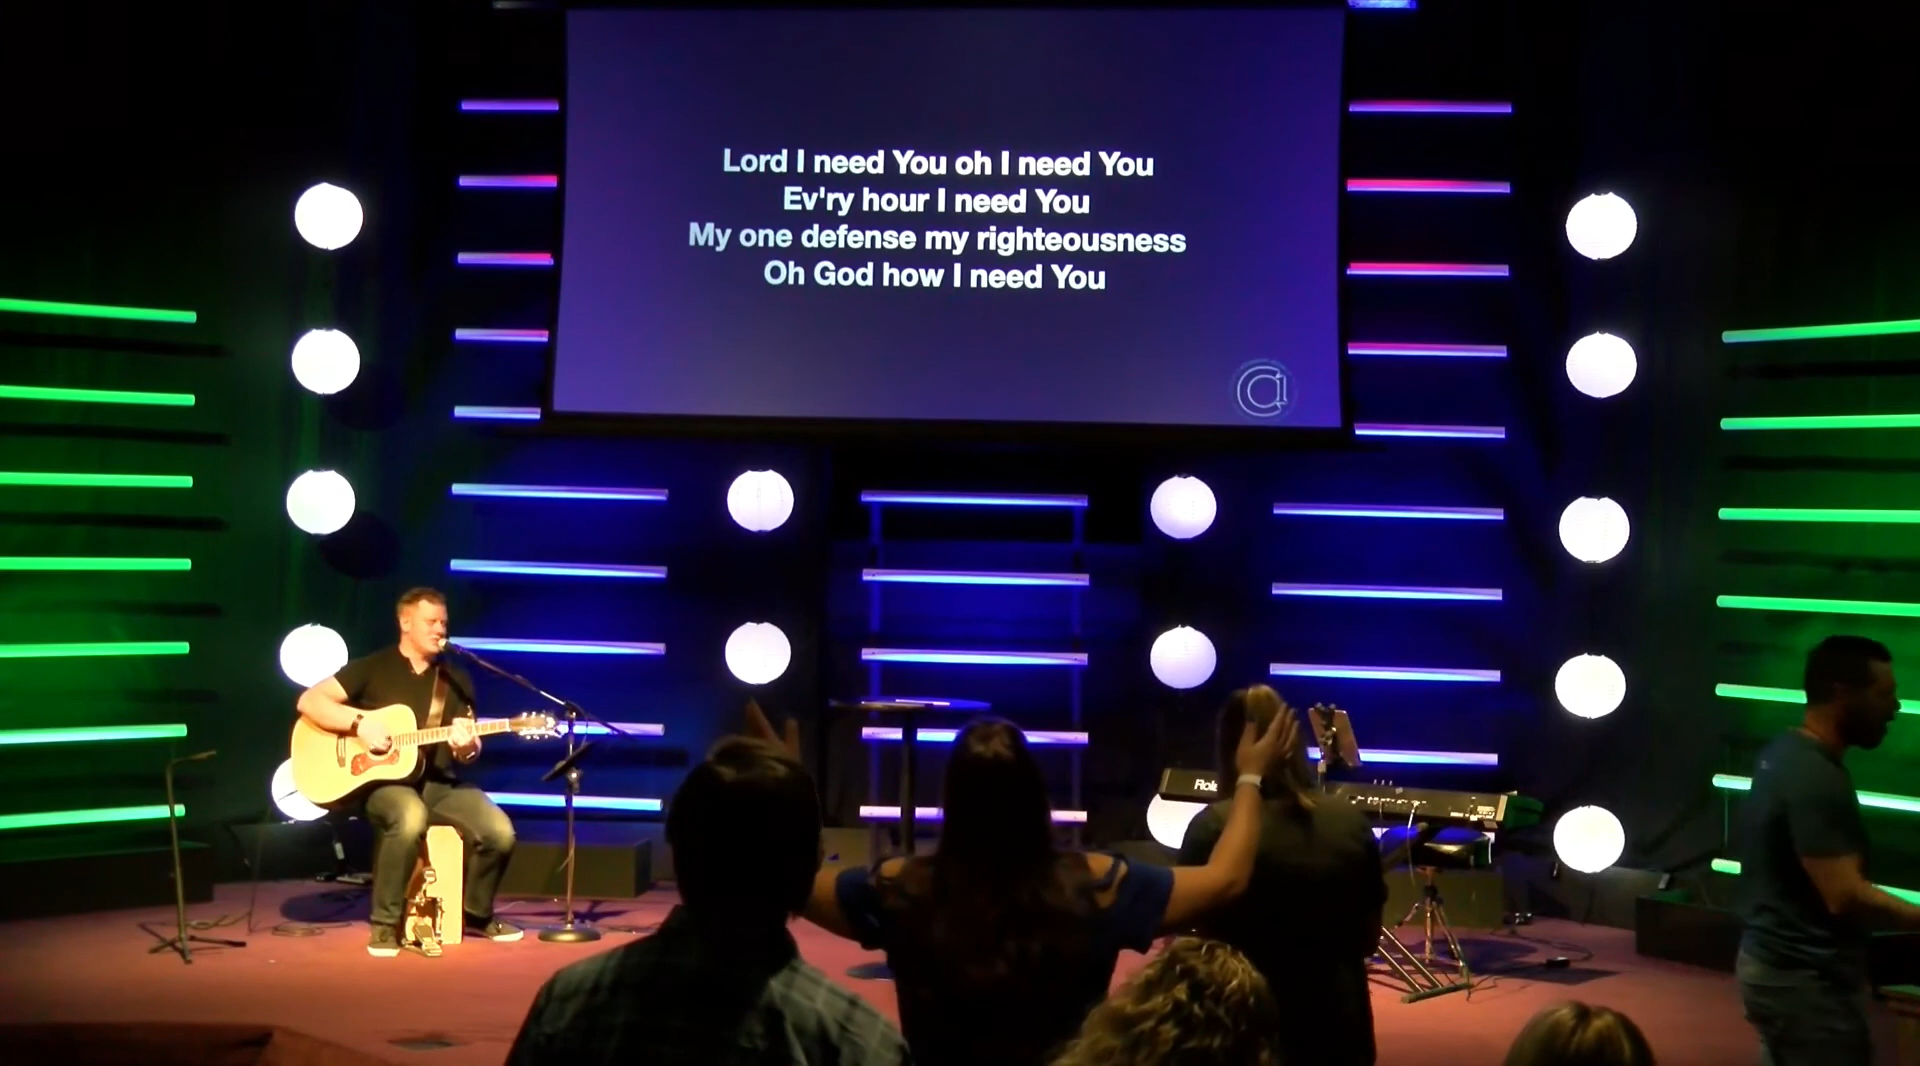 Lord I need You oh I need You
Ev'ry hour I need You
My one defense my righteousness
Oh God how I need You